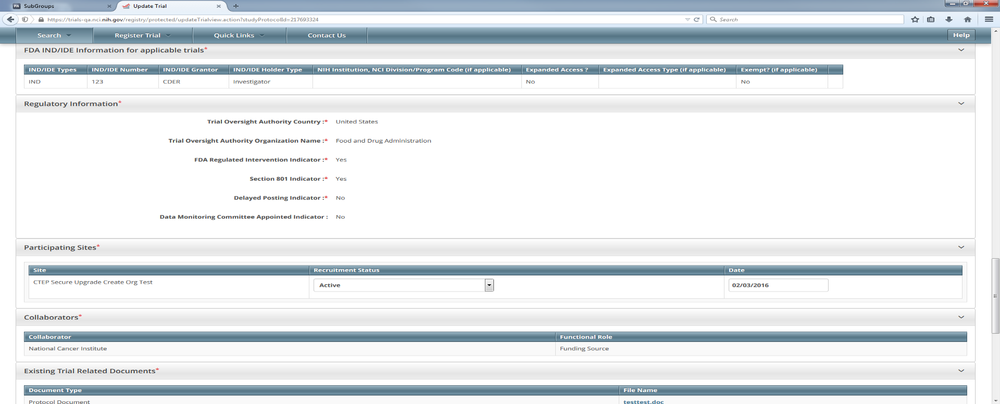 PA SubGroups × Update Trial × +
https://trials-qa.nci.nih.gov/registry/protected/updateTrialview.action?studyProtocolId=217693324 Search
Search Register Trial Quick Links Contact Us Help
FDA IND/IDE Information for applicable trials*
IND/IDE Types IND/IDE Number IND/IDE Grantor IND/IDE Holder Type NIH Institution, NCI Division/Program Code (if applicable) Expanded Access ? Expanded Access Type (if applicable) Exempt? (if applicable)
IND 123 CDER Investigator No No
Regulatory Information*
Trial Oversight Authority Country :* United States
Trial Oversight Authority Organization Name :* Food and Drug Administration
FDA Regulated Intervention Indicator :* Yes
Section 801 Indicator :* Yes
Delayed Posting Indicator :* No
Data Monitoring Committee Appointed Indicator : No
Participating Sites*
Site Recruitment Status Date
CTEP Secure Upgrade Create Org Test Active 02/03/2016
Collaborators*
Collaborator Functional Role
National Cancer Institute Funding Source
Existing Trial Related Documents*
Document Type File Name
Protocol Document testtest.doc